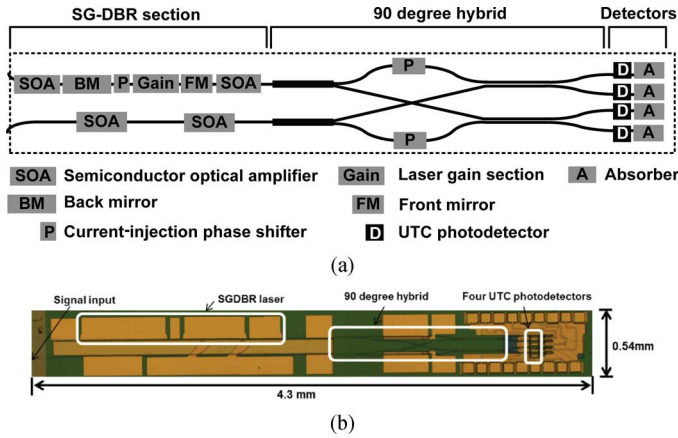 SG-DBR section 90 degree hybrid Detectors
SOA BM P Gain FM SOA P D A
D A
SOA SOA P D A
D A
SOA Semiconductor optical amplifier Gain Laser gain section A Absorber
BM Back mirror FM Front mirror
P Current-injection phase shifter D UTC photodetector
(a)
Signal input SGDBR laser 90 degree hybrid Four UTC photodetectors
0.54mm
4.3 mm
(b)